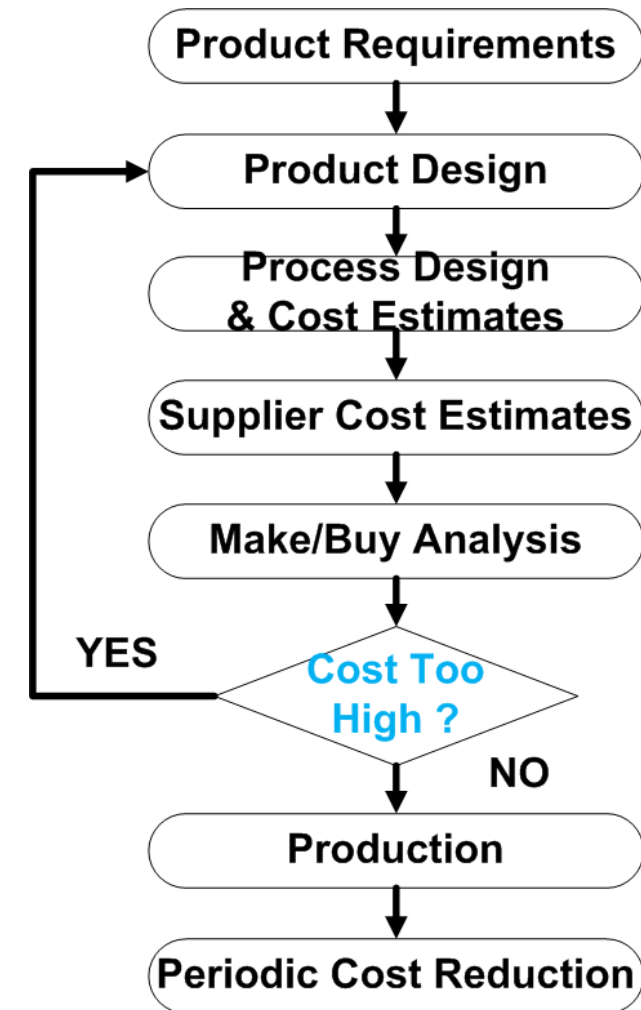 Product Requirements
Product Design
Process Design
& Cost Estimates
Supplier Cost Estimates
Make/Buy Analysis
YES
Cost Too
High ?
NO
Production
Periodic Cost Reduction